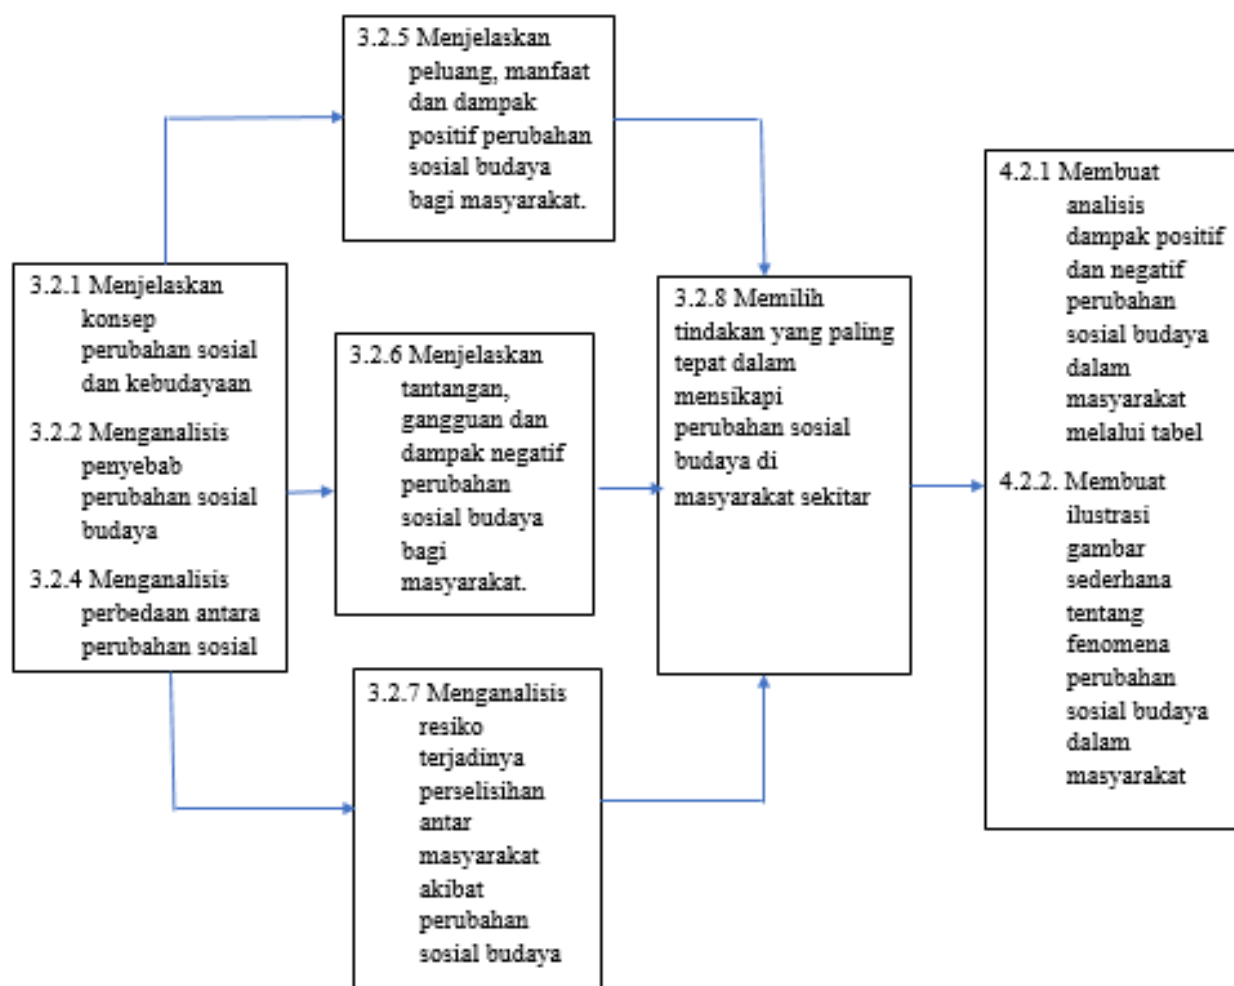 3.2.1 Menjelaskan
konsep
perubahan sosial
dan kebudayaan
3.2.2 Menganalisis
penyebab
perubahan sosial
budaya
3.2.4 Menganalisis
perbedaan antara
perubahan sosial
3.2.5 Menjelaskan
peluang, manfaat
dan dampak
positif perubahan
sosial budaya
bagi masyarakat.
3.2.6 Menjelaskan
tantangan,
gangguan dan
dampak negatif
perubahan
sosial budaya
bagi
masyarakat.
3.2.7 Menganalisis
resiko
terjadinya
perselisihan
antar
masyarakat
akibat
perubahan
sosial budaya
3.2.8 Memilih
tindakan yang paling
tepat dalam
mensikapi
perubahan sosial
budaya di
masyarakat sekitar
4.2.1 Membuat
analisis
dampak positif
dan negatif
perubahan
sosial budaya
dalam
masyarakat
melalui tabel
4.2.2. Membuat
ilustrasi
gambar
sederhana
tentang
fenomena
perubahan
sosial budaya
dalam
masyarakat